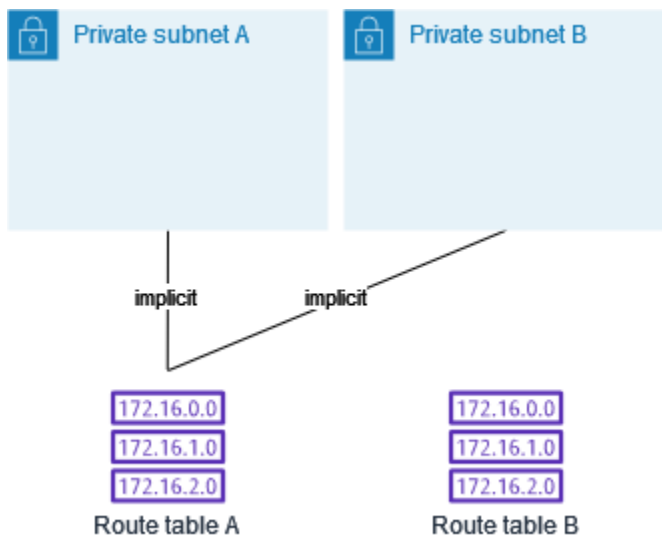 Private subnet A
Private subnet B
implicit
implicit
172.16.0.0
172.16.1.0
172.16.2.0
Route table A
172.16.0.0
172.16.1.0
172.16.2.0
Route table B